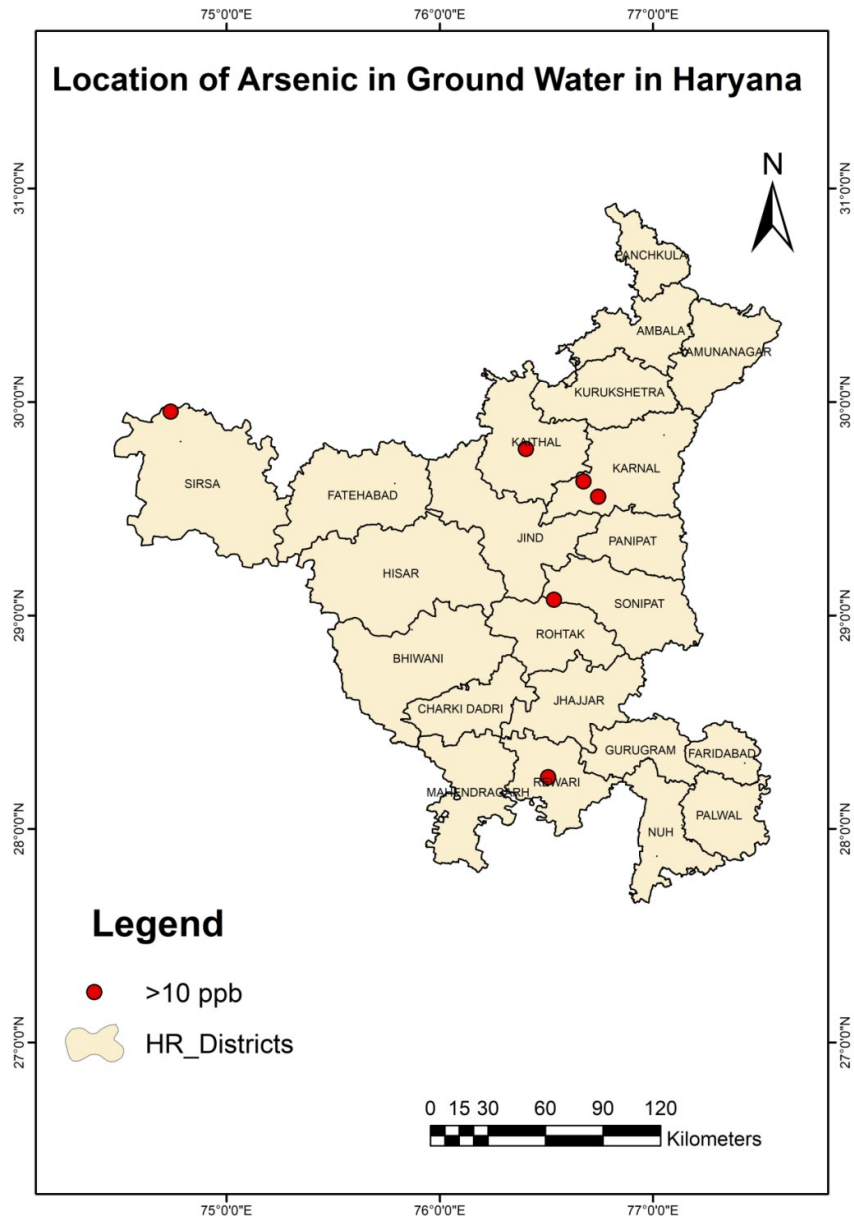 75°0'0"E 76°0'0"E 77°0'0"E
Location of Arsenic in Ground Water in Haryana
N
31°0'0"N 31°0'0"N
PANCHKULA
AMBALA
YAMUNANAGAR
KURUKSHETRA
30°0'0"N 30°0'0"N
KAITHAL
KARNAL
SIRSA
FATEHABAD
JIND
PANIPAT
HISAR
SONIPAT
29°0'0"N 29°0'0"N
ROHTAK
BHIWANI
JHAJJAR
CHARKI DADRI
GURUGRAM
FARIDABAD
REWARI
MAHENDRAGARH
PALWAL
NUH
28°0'0"N 28°0'0"N
Legend
>10 ppb
HR_Districts
27°0'0"N 27°0'0"N
0 15 30 60 90 120
Kilometers
75°0'0"E 76°0'0"E 77°0'0"E